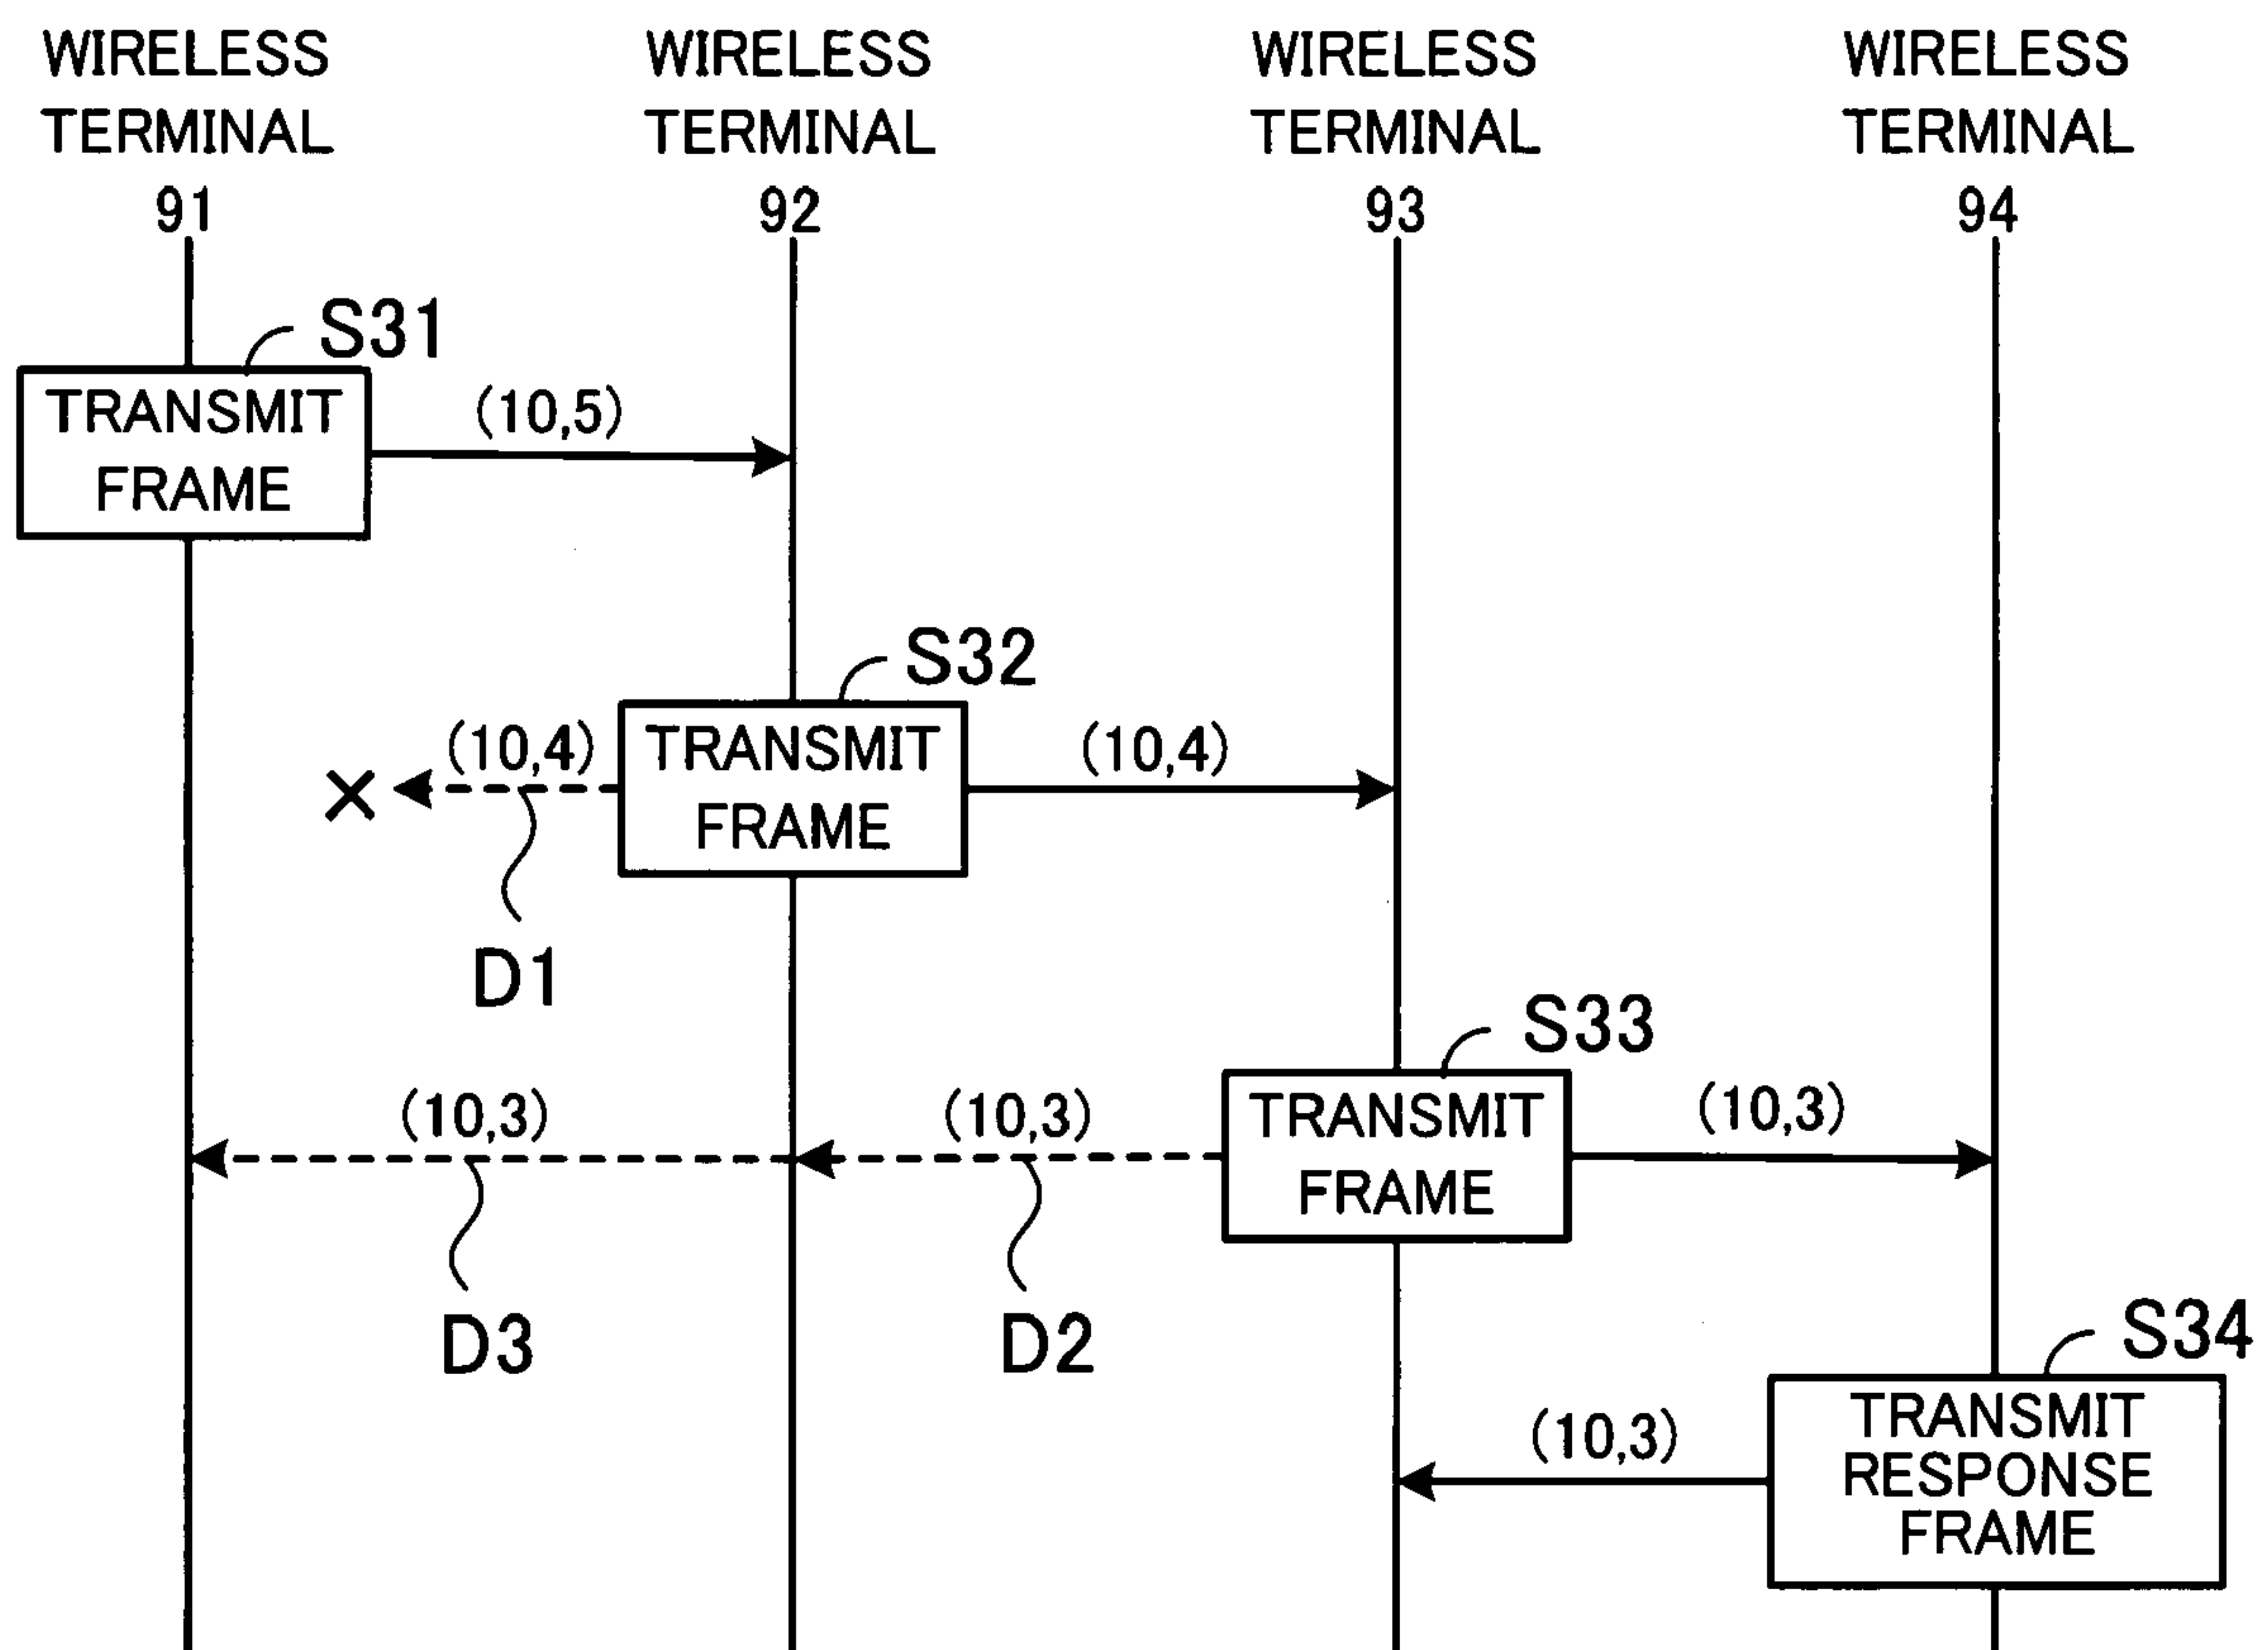 WIRELESS TERMINAL 91
WIRELESS TERMINAL 92
WIRELESS TERMINAL 93
WIRELESS TERMINAL 94
S31
TRANSMIT
FRAME
(10,5)
S32
(10,4)
TRANSMIT
FRAME
(10,4)
D1
S33
(10,3)
(10,3)
TRANSMIT
FRAME
(10,3)
D3
D2
S34
(10,3)
TRANSMIT
RESPONSE
FRAME